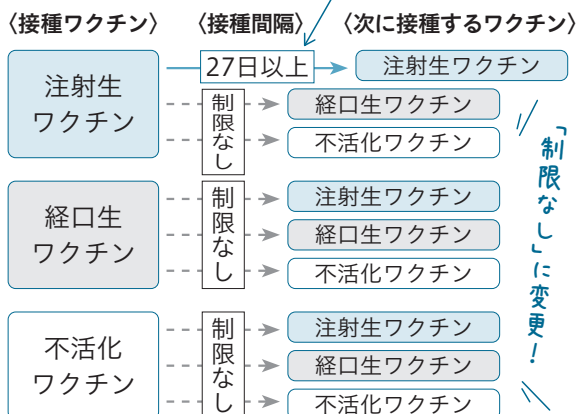 〈接種ワクチン〉 〈接種間隔〉 〈次に接種するワクチン〉
注射生
ワクチン
27日以上
注射生ワクチン
制限なし
経口生ワクチン
不活化ワクチン
経口生
ワクチン
制限なし
注射生ワクチン
経口生ワクチン
不活化ワクチン
不活化
ワクチン
制限なし
注射生ワクチン
経口生ワクチン
不活化ワクチン
「制限なし」に変更！